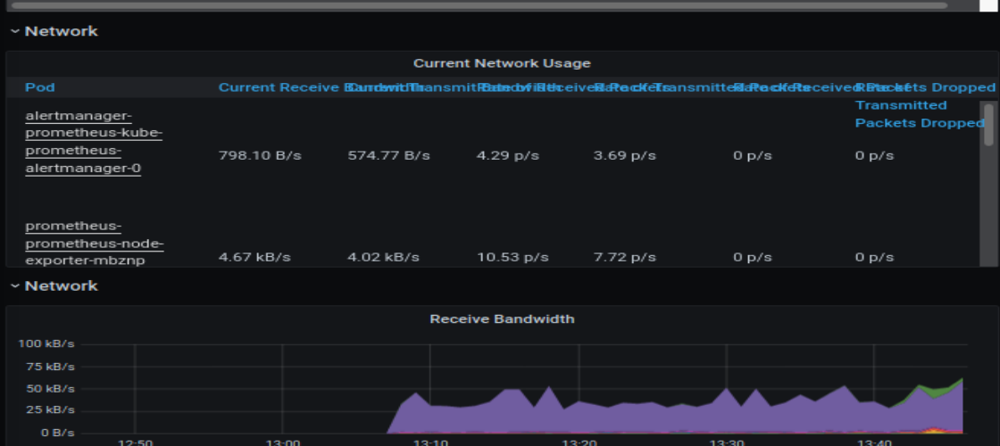 Network
Current Network Usage
Pod Current Receive Bandwidth Current Transmit Bandwidth Rate of Received Packets Rate of Transmitted Packets Rate of Received Packets Dropped Rate of
Transmitted
Packets Dropped
alertmanager-
prometheus-kube-
prometheus-
alertmanager-0
798.10 B/s 574.77 B/s 4.29 p/s 3.69 p/s 0 p/s 0 p/s
prometheus-
prometheus-node-
exporter-mbznp
4.67 kB/s 4.02 kB/s 10.53 p/s 7.72 p/s 0 p/s 0 p/s
Network
Receive Bandwidth
100 kB/s
75 kB/s
50 kB/s
25 kB/s
0 B/s
12:50 13:00 13:10 13:20 13:30 13:40